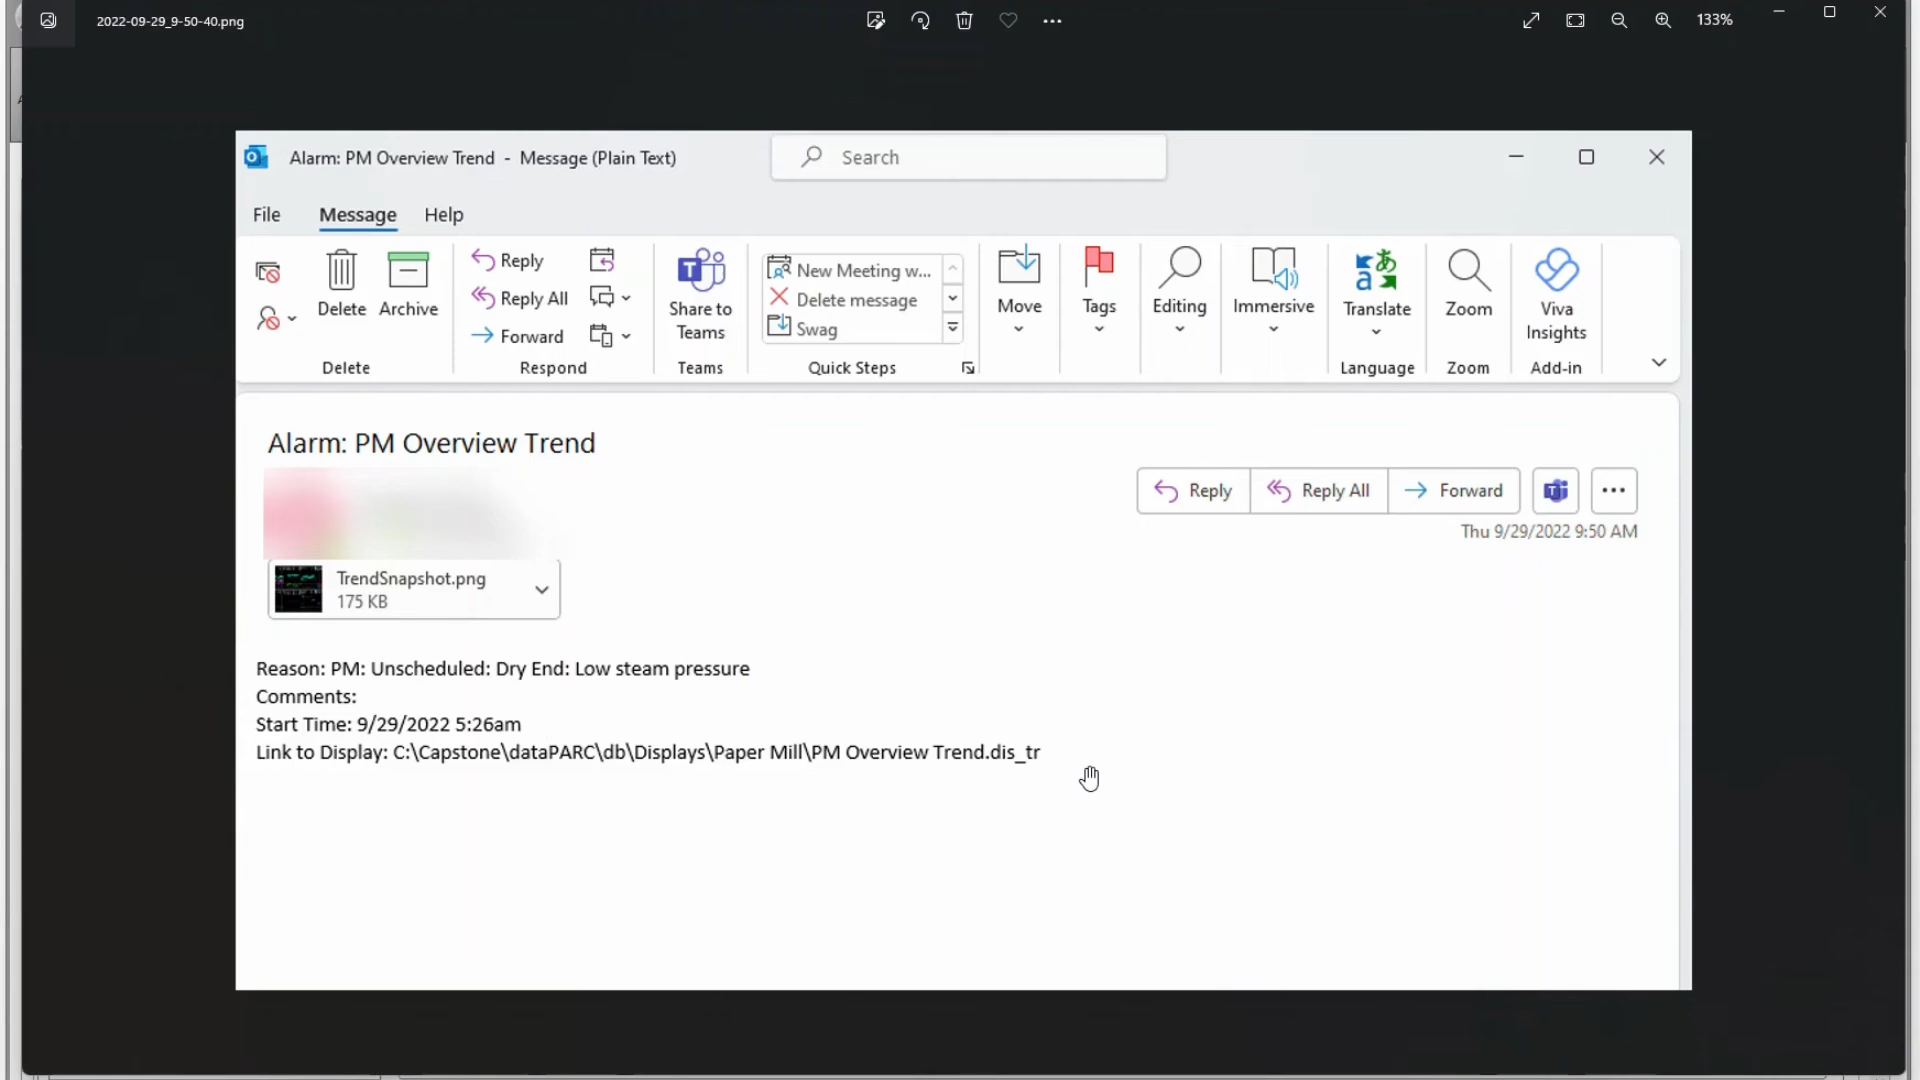 2022-09-29_9-50-40.png
133%
Alarm: PM Overview Trend - Message (Plain Text)
Search
File
Message
Help
Delete
Archive
Delete
Reply
Reply All
Forward
Respond
Share to
Teams
Teams
New Meeting w...
Delete message
Swag
Quick Steps
Move
Tags
Editing
Immersive
Translate
Language
Zoom
Zoom
Viva
Insights
Add-in
Alarm: PM Overview Trend
Reply
Reply All
Forward
Thu 9/29/2022 9:50 AM
TrendSnapshot.png
175 KB
Reason: PM: Unscheduled: Dry End: Low steam pressure
Comments:
Start Time: 9/29/2022 5:26am
Link to Display: C:\Capstone\dataPARC\db\Displays\Paper Mill\PM Overview Trend.dis_tr